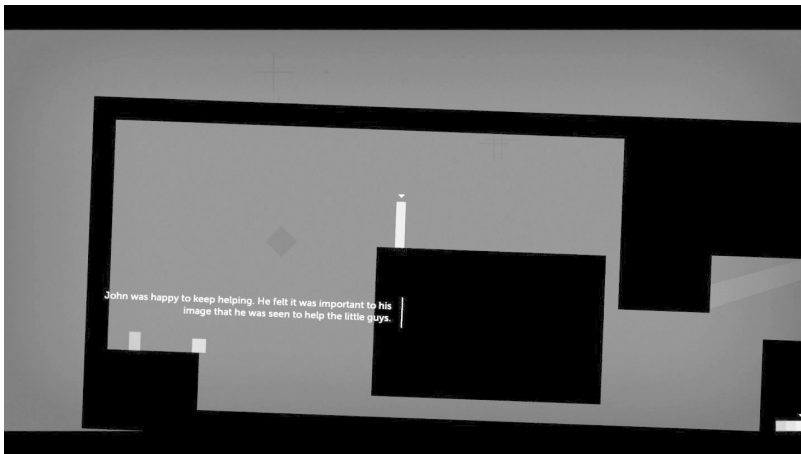 John was happy to keep helping. He felt it was important to his
image that he was seen to help the little guys.